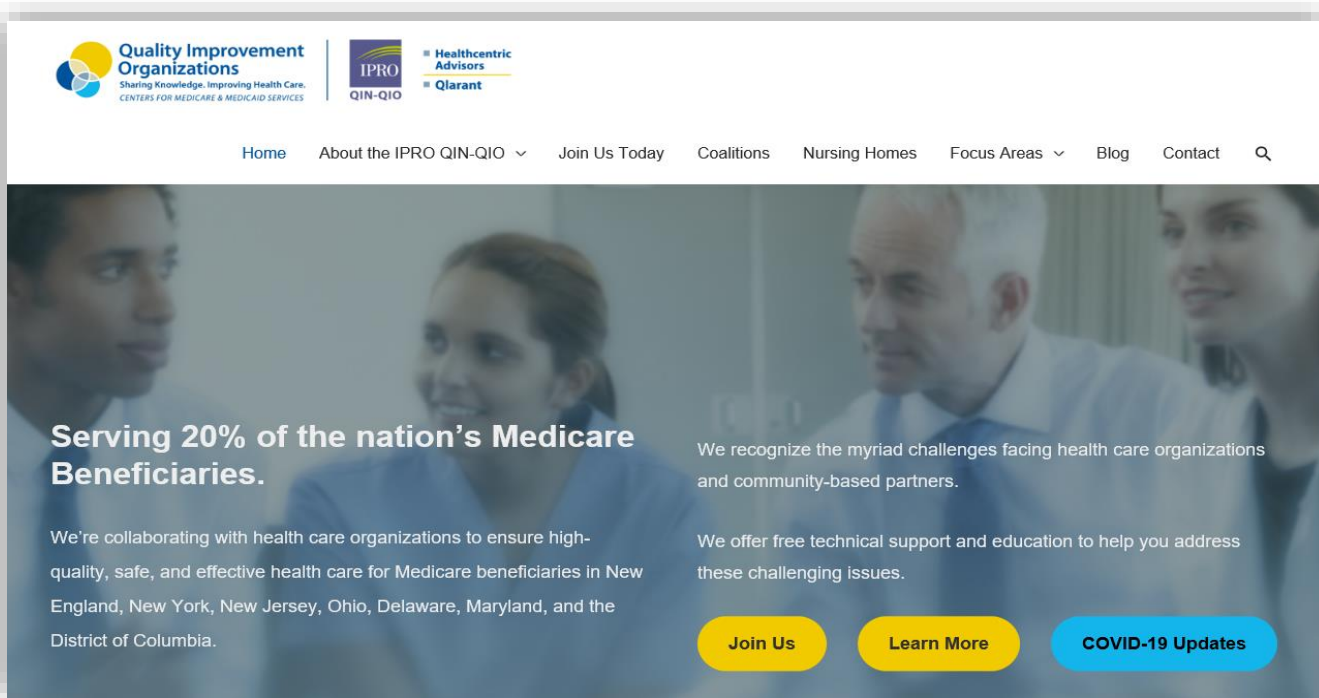 Quality Improvement
Organizations
Sharing Knowledge. Improving Health Care.
CENTERS FOR MEDICARE & MEDICAID SERVICES
IPRO
QIN-QIO
Healthcentric
Advisors
Qlarant
Home About the IPRO QIN-QIO Join Us Today Coalitions Nursing Homes Focus Areas Blog Contact
Serving 20% of the nation's Medicare
Beneficiaries.
We're collaborating with health care organizations to ensure high-
quality, safe, and effective health care for Medicare beneficiaries in New
England, New York, New Jersey, Ohio, Delaware, Maryland, and the
District of Columbia.
We recognize the myriad challenges facing health care organizations
and community-based partners.
We offer free technical support and education to help you address
these challenging issues.
Join Us Learn More COVID-19 Updates